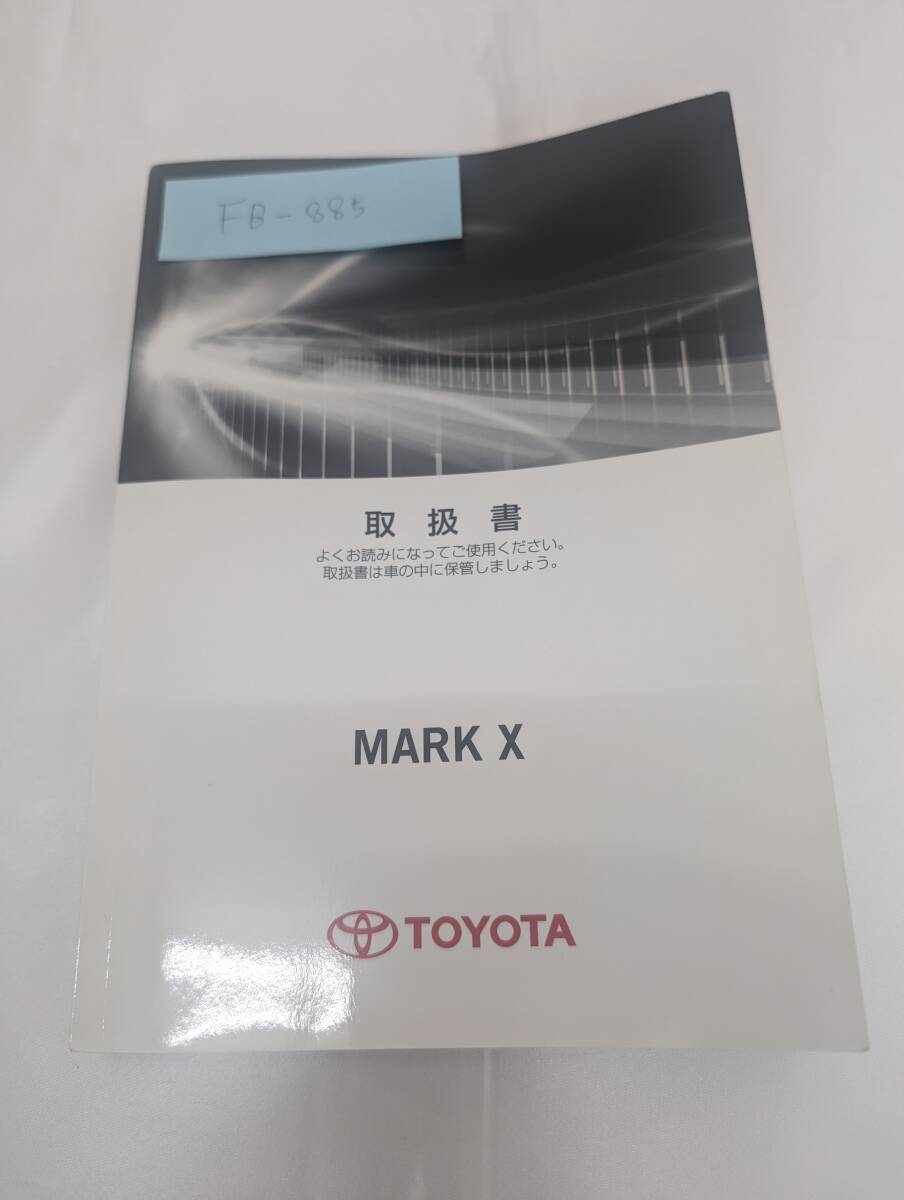 FB-885
取扱書
よくお読みになってご使用ください。
取扱書は車の中に保管しましょう。
MARK X
TOYOTA